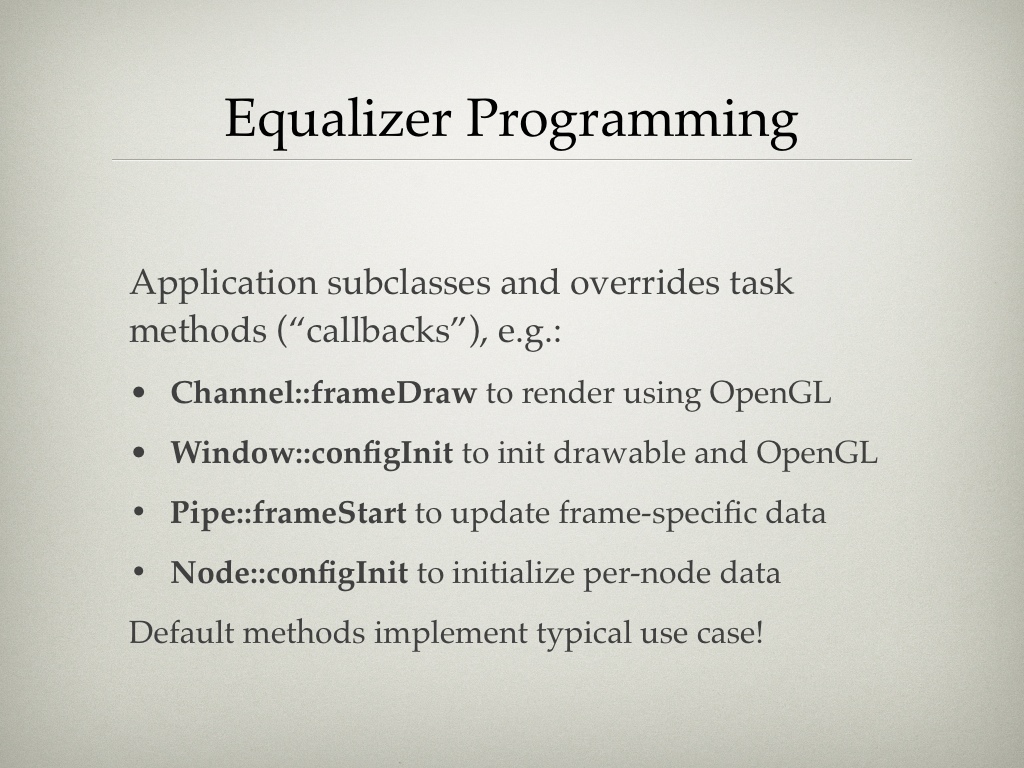 Equalizer Programming
Application subclasses and overrides task
methods (“callbacks”), e.g.:
• Channel::frameDraw to render using OpenGL
• Window::configInit to init drawable and OpenGL
• Pipe::frameStart to update frame-specific data
• Node::configInit to initialize per-node data
Default methods implement typical use case!